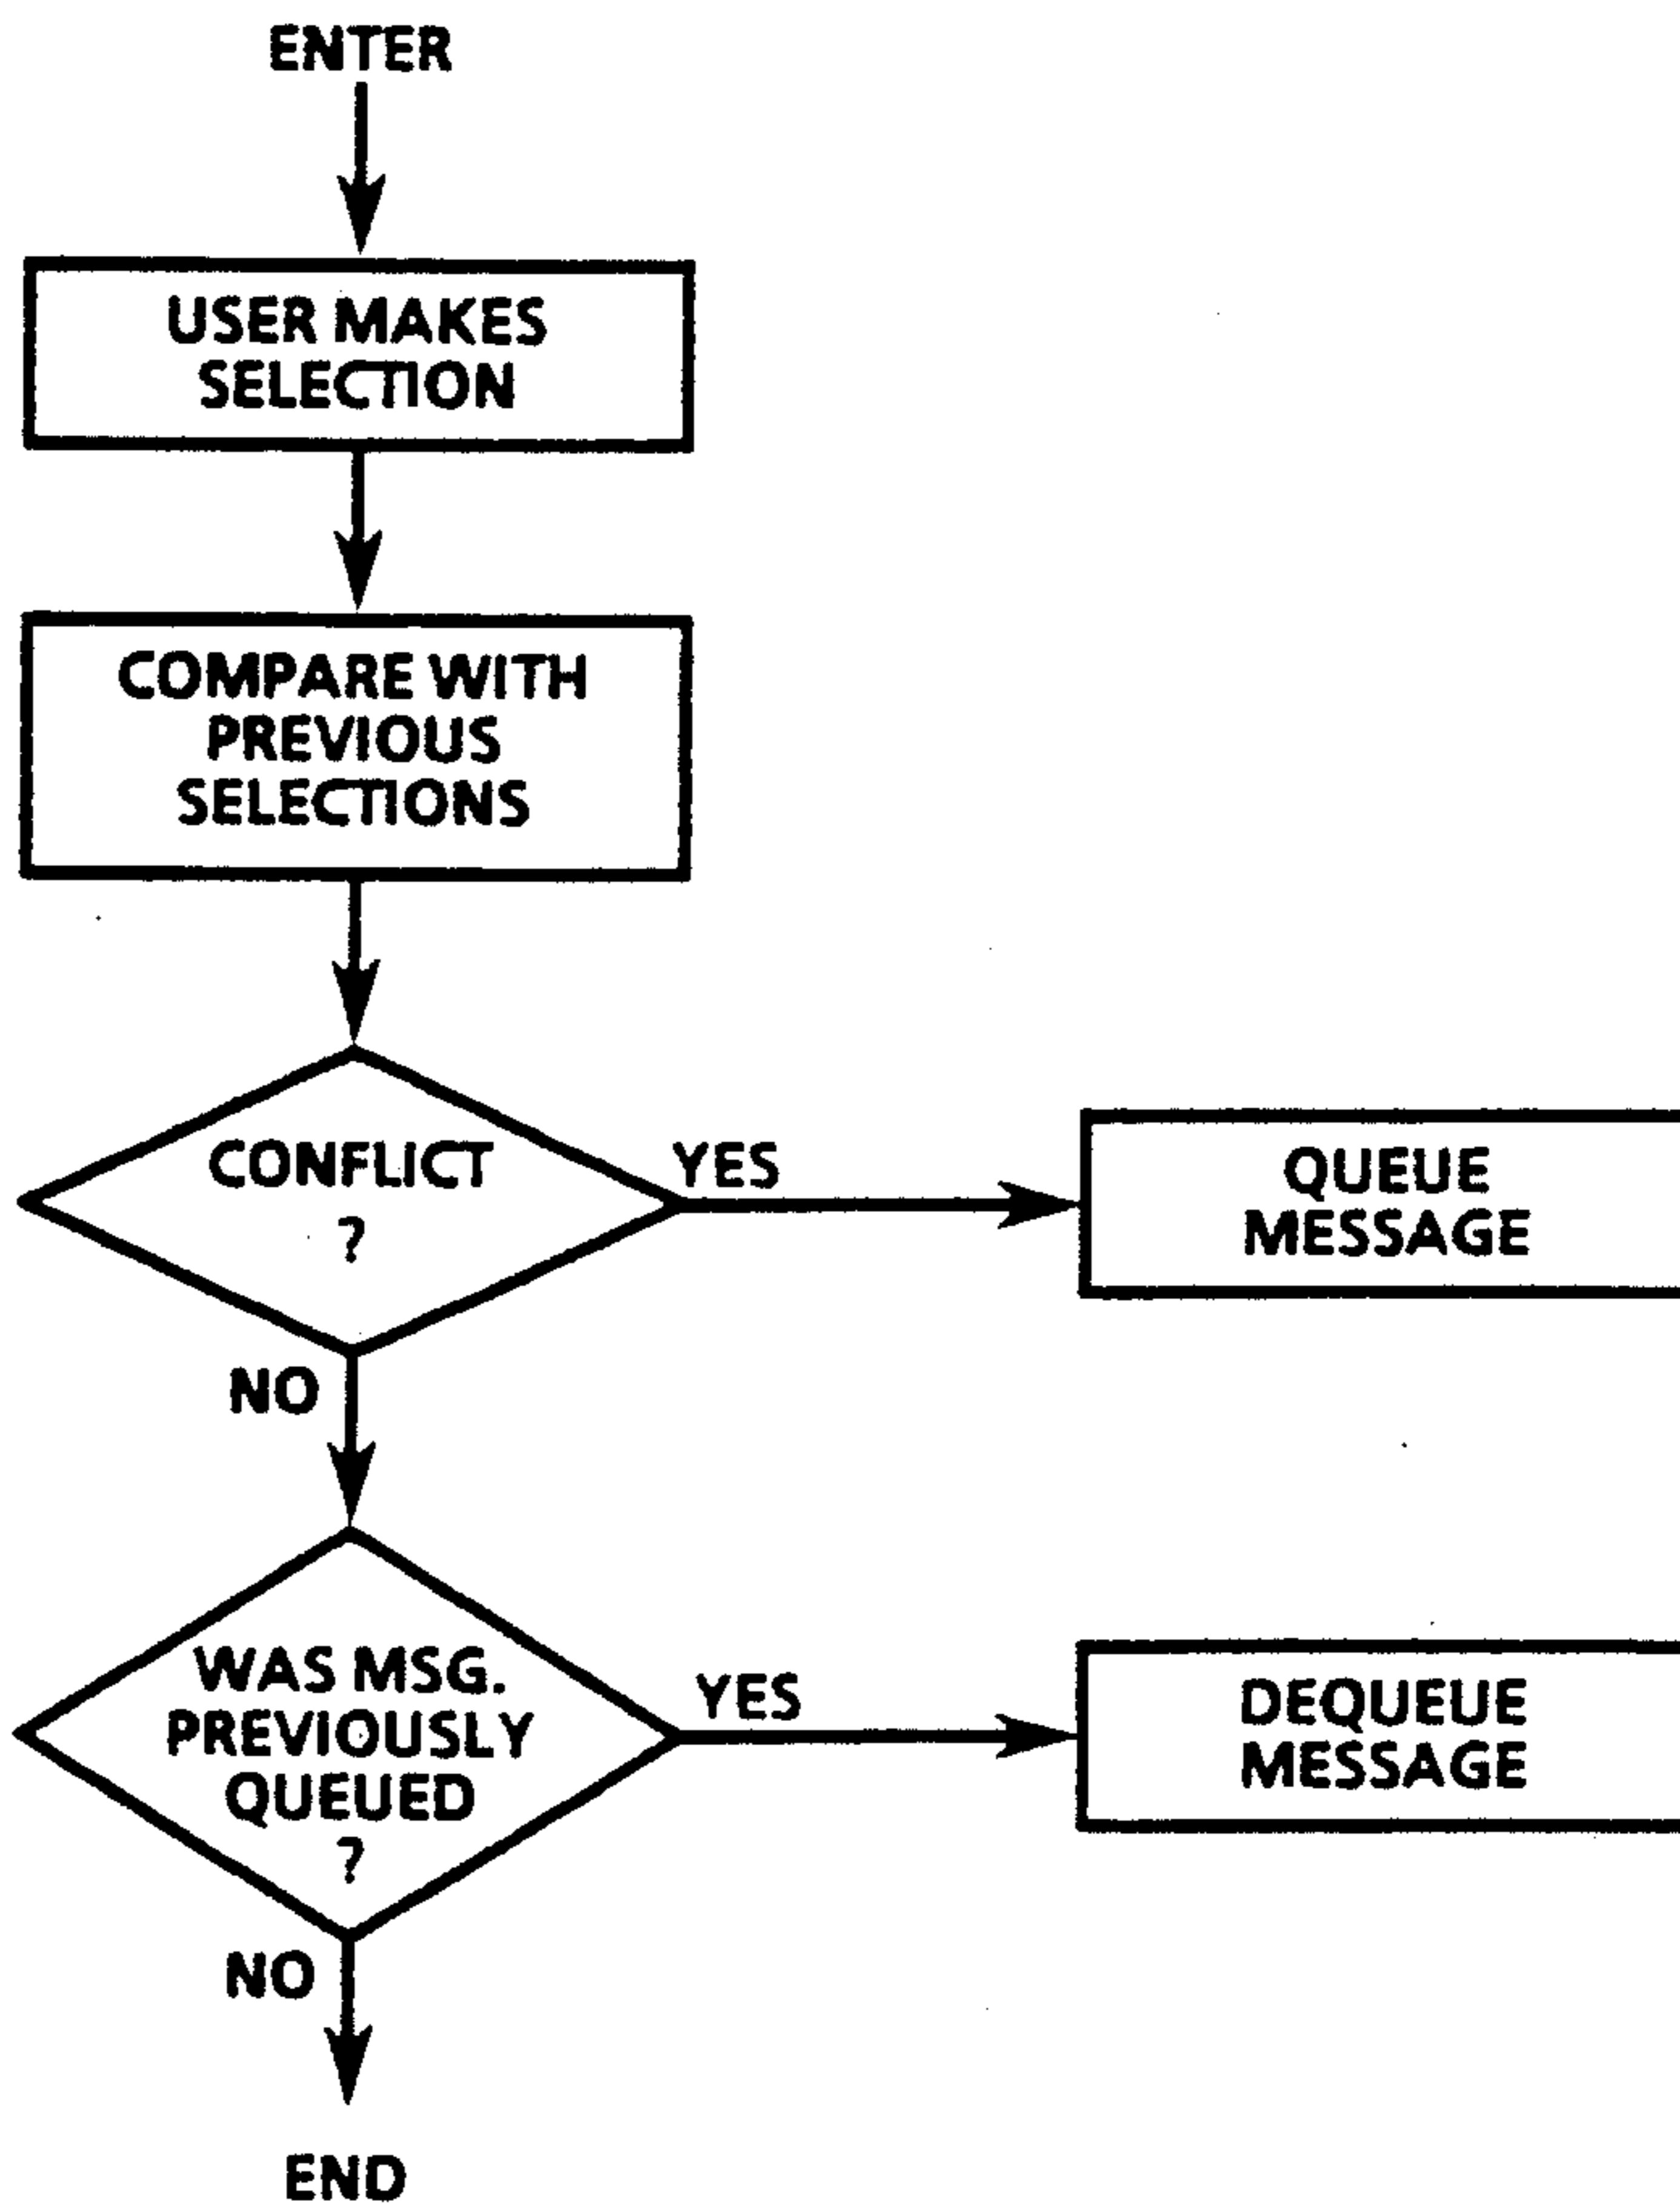 ENTER
USER MAKES
SELECTION
COMPARE WITH
PREVIOUS
SELECTIONS
CONFLICT
?
YES
QUEUE
MESSAGE
NO
WAS MSG.
PREVIOUSLY
QUEUED
?
YES
DEQUEUE
MESSAGE
NO
END